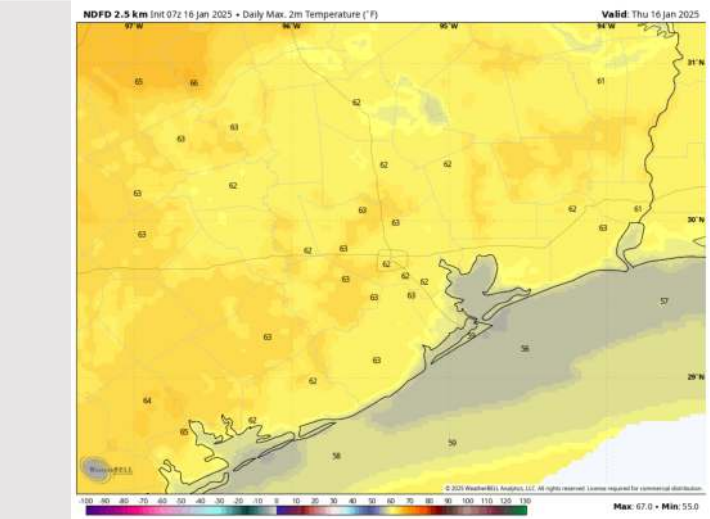 NDFD 2.5 km Init 07z 16 Jan 2025 • Daily Max. 2m Temperature (°F) Valid: Thu 16 Jan 2025
97°W 96°W 95°W 94°W
31°N
65 66 61
62
63 63
62 62
63 62
63 62 61
63 63 63
62 63
62
63 62 62
63 63
57
63 56
63
29°N
62
64
62
65
58 59
30°N
WeatherBELL
© 2025 WeatherBELL Analytics, LLC. All rights reserved. License required for commercial distribution.
-100 -90 -80 -70 -60 -50 -40 -30 -20 -10 0 10 20 30 40 50 60 70 80 90 100 110 120 130
Max: 67.0 • Min: 55.0